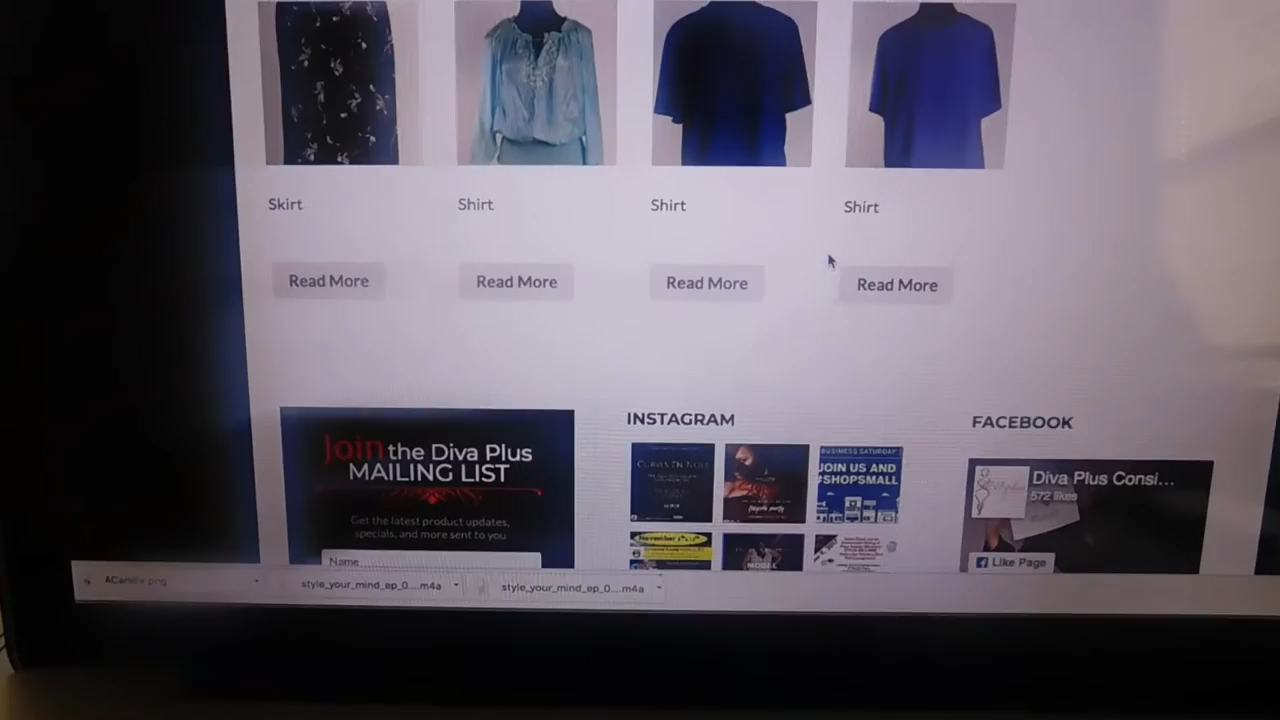 Skirt
Shirt
Shirt
Shirt
Read More
Read More
Read More
Read More
Join the Diva Plus
MAILING LIST
Get the latest product updates,
specials, and more sent to you
Name
INSTAGRAM
BUSINESS SATURDAY
JOIN US AND
#SHOPSMALL
FACEBOOK
Diva Plus Consi...
572 likes
Like Page
style_your_mind_ep_0....m4a
style_your_mind_ep_0....m4a